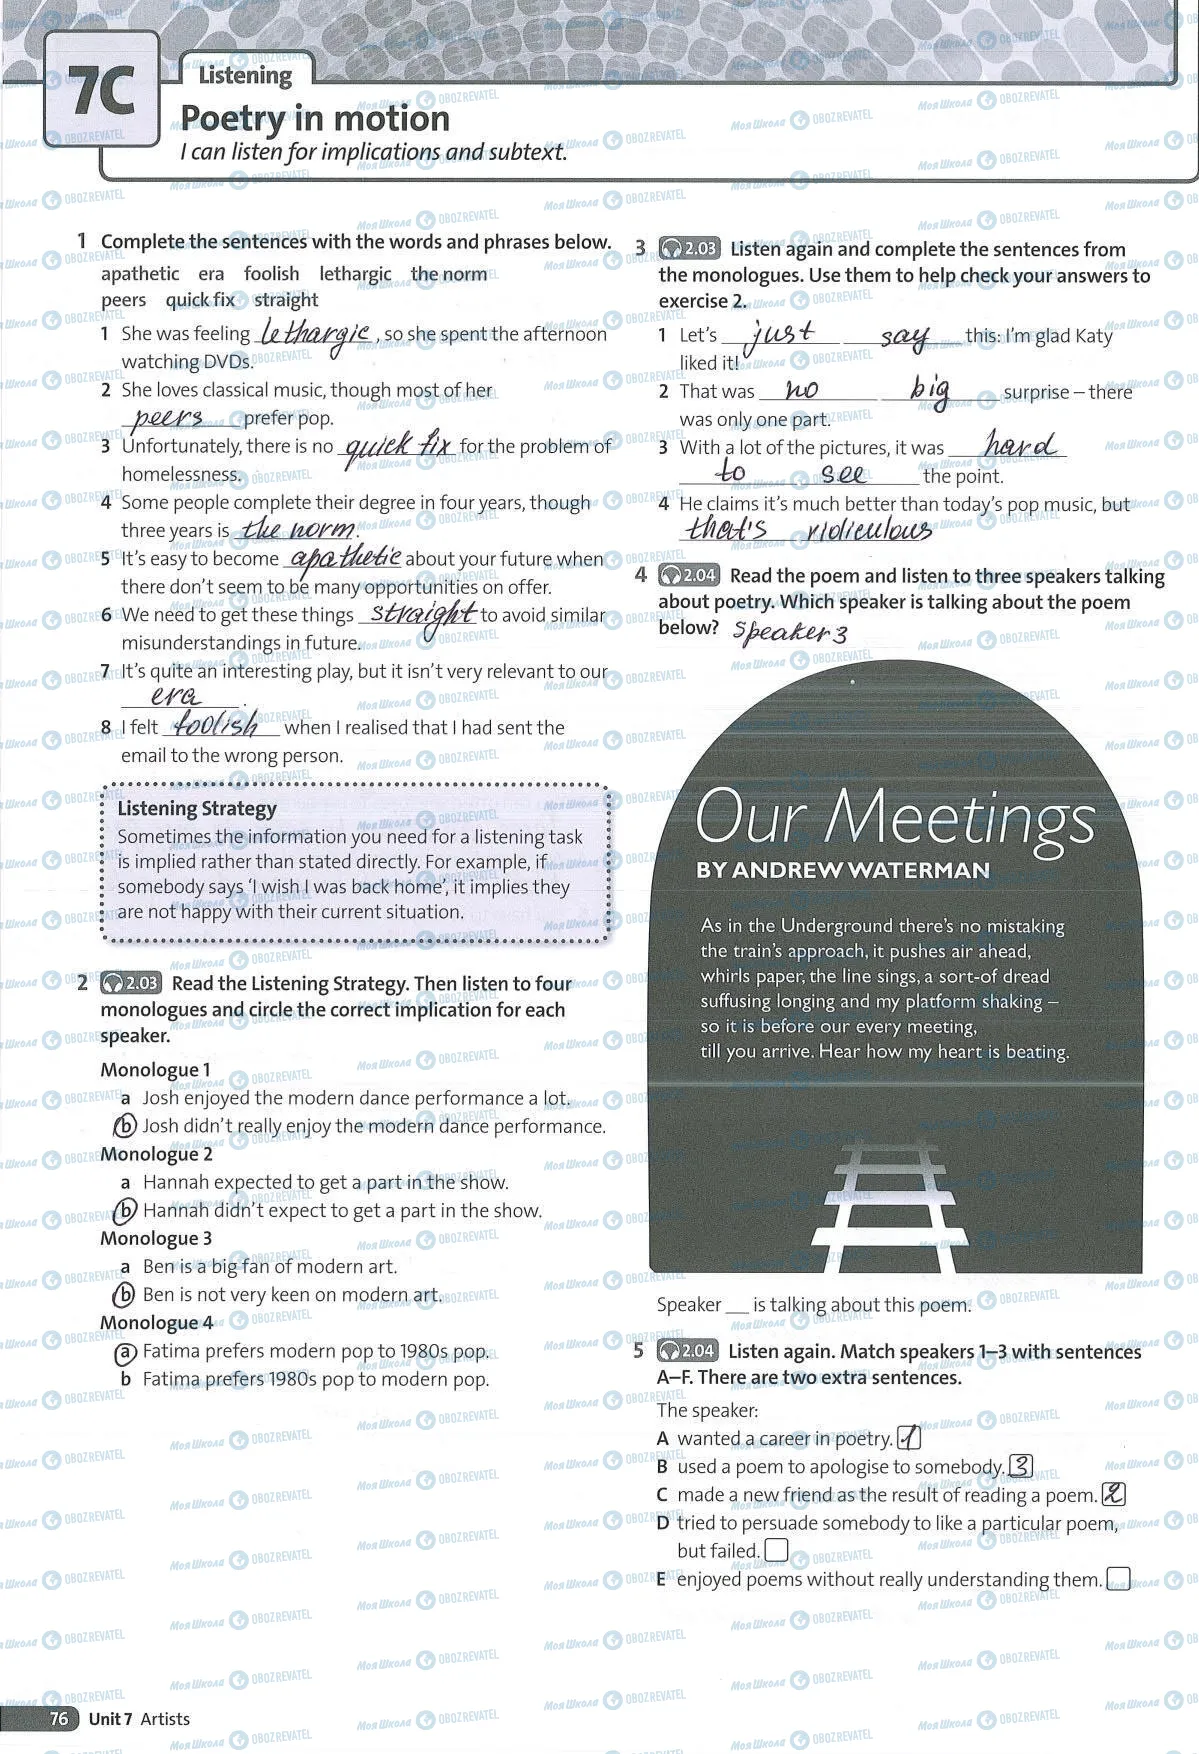 7C
Listening
Poetry in motion
I can listen for implications and subtext.
1 Complete the sentences with the words and phrases below.
apathetic era foolish lethargic the norm
peers quick fix straight
1 She was feeling lethargic, so she spent the afternoon
watching DVDs.
2 She loves classical music, though most of her
peers prefer pop.
3 Unfortunately, there is no quick fix for the problem of
homelessness.
4 Some people complete their degree in four years, though
three years is the norm.
5 It's easy to become apathetic about your future when
there don't seem to be many opportunities on offer.
6 We need to get these things straight to avoid similar
misunderstandings in future.
7 It's quite an interesting play, but it isn't very relevant to our
era.
8 I felt foolish when I realised that I had sent the
email to the wrong person.
Listening Strategy
Sometimes the information you need for a listening task
is implied rather than stated directly. For example, if
somebody says 'I wish I was back home', it implies they
are not happy with their current situation.
2 2.03 Read the Listening Strategy. Then listen to four
monologues and circle the correct implication for each
speaker.
Monologue 1
a Josh enjoyed the modern dance performance a lot.
b Josh didn't really enjoy the modern dance performance.
Monologue 2
a Hannah expected to get a part in the show.
b Hannah didn't expect to get a part in the show.
Monologue 3
a Ben is a big fan of modern art.
b Ben is not very keen on modern art.
Monologue 4
a Fatima prefers modern pop to 1980s pop.
b Fatima prefers 1980s pop to modern pop.
3 2.03 Listen again and complete the sentences from
the monologues. Use them to help check your answers to
exercise 2.
1 Let's just say this: I'm glad Katy
liked it!
2 That was no big surprise – there
was only one part.
3 With a lot of the pictures, it was hard
to see the point.
4 He claims it's much better than today's pop music, but
that's ridiculous
4 2.04 Read the poem and listen to three speakers talking
about poetry. Which speaker is talking about the poem
below? Speaker 3
Our Meetings
BY ANDREW WATERMAN
As in the Underground there's no mistaking
the train's approach, it pushes air ahead,
whirls paper, the line sings, a sort-of dread
suffusing longing and my platform shaking –
so it is before our every meeting,
till you arrive. Hear how my heart is beating.
Speaker __ is talking about this poem.
5 2.04 Listen again. Match speakers 1–3 with sentences
A–F. There are two extra sentences.
The speaker:
A wanted a career in poetry. 1
B used a poem to apologise to somebody. 3
C made a new friend as the result of reading a poem. 2
D tried to persuade somebody to like a particular poem,
but failed.
E enjoyed poems without really understanding them.
76 Unit 7 Artists
Моя Школа OBOZREVATEL